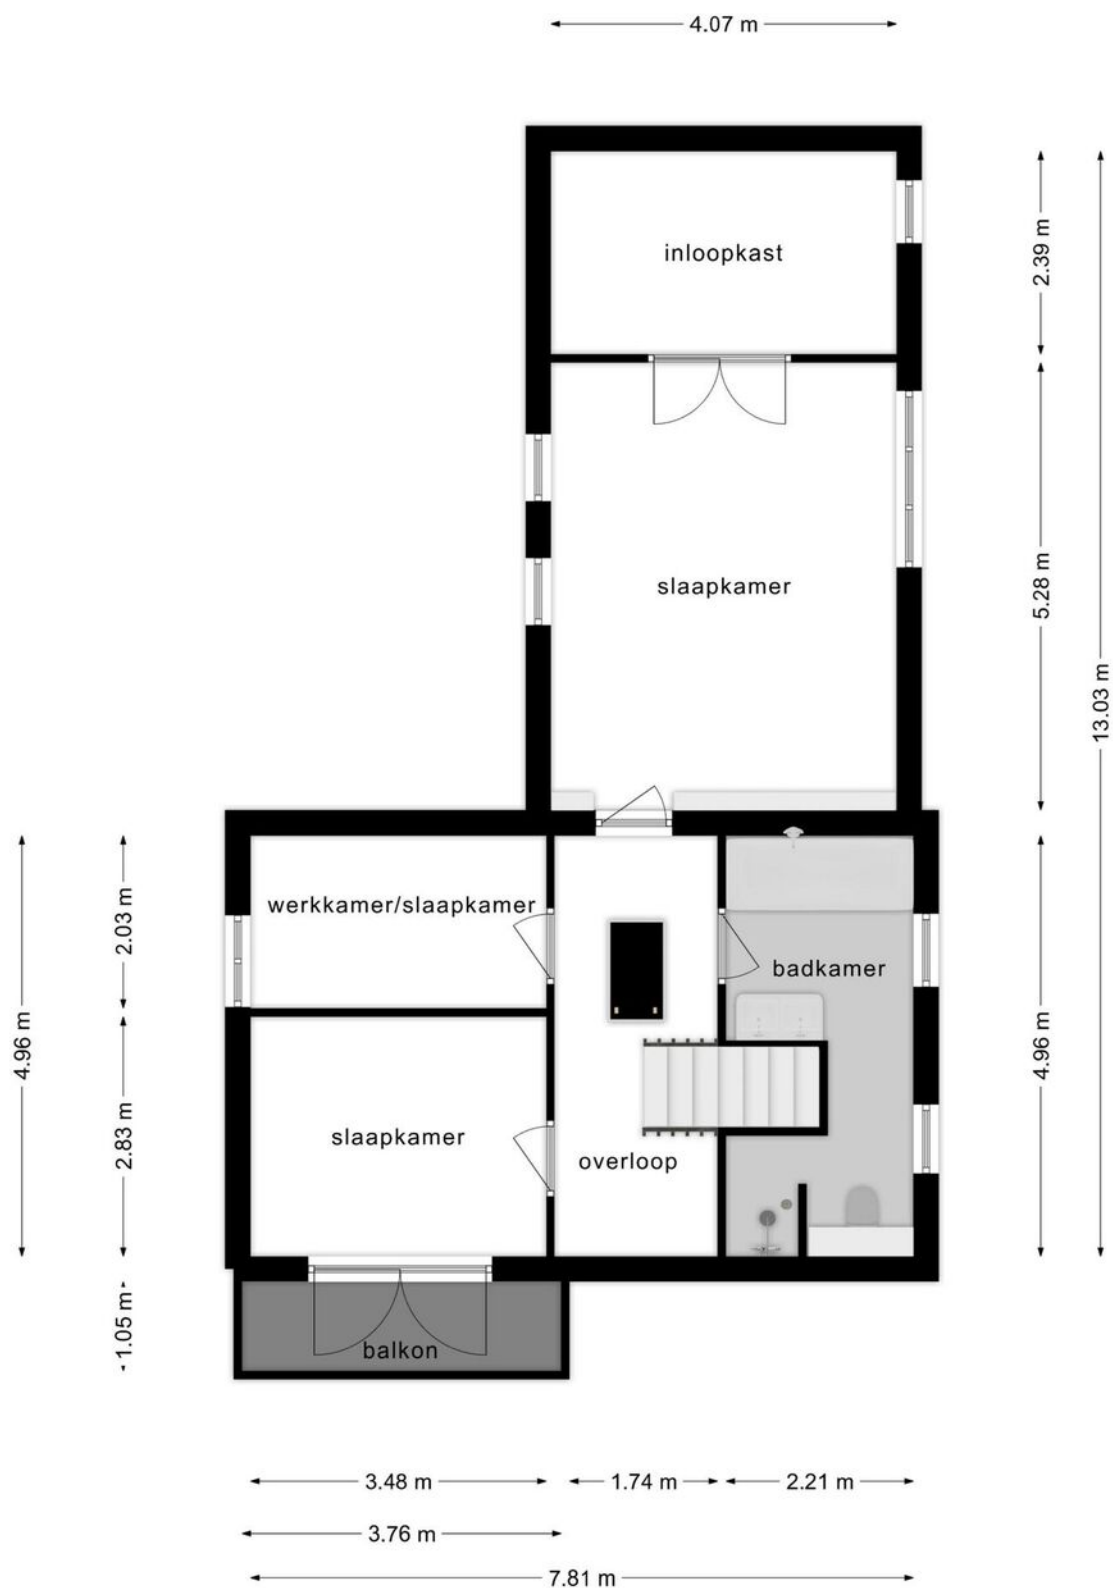 4.07 m
inloopkast
2.39 m
slaapkamer
5.28 m
13.03 m
werkkamer/slaapkamer
2.03 m
badkamer
4.96 m
4.96 m
slaapkamer
2.83 m
overloop
1.05 m
balkon
3.48 m
1.74 m
2.21 m
3.76 m
7.81 m